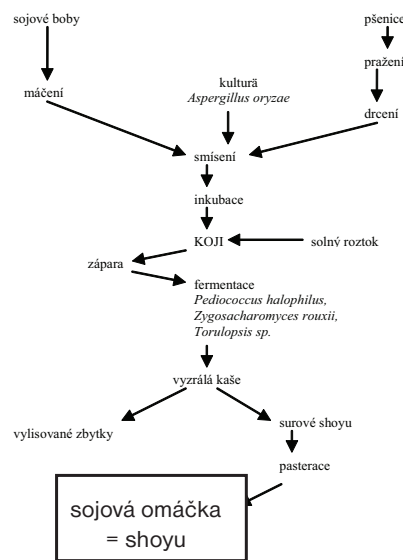 sojové boby
pšenice
pražení
máčení
kulturä
Aspergillus oryzae
drcení
smísení
inkubace
KOJI
solný roztok
zápara
fermentace
Pediococcus halophilus,
Zygosacharomyces rouxii,
Torulopsis sp.
vyzrálá kaše
vylisované zbytky
surové shoyu
pasterace
sojová omáčka
= shoyu